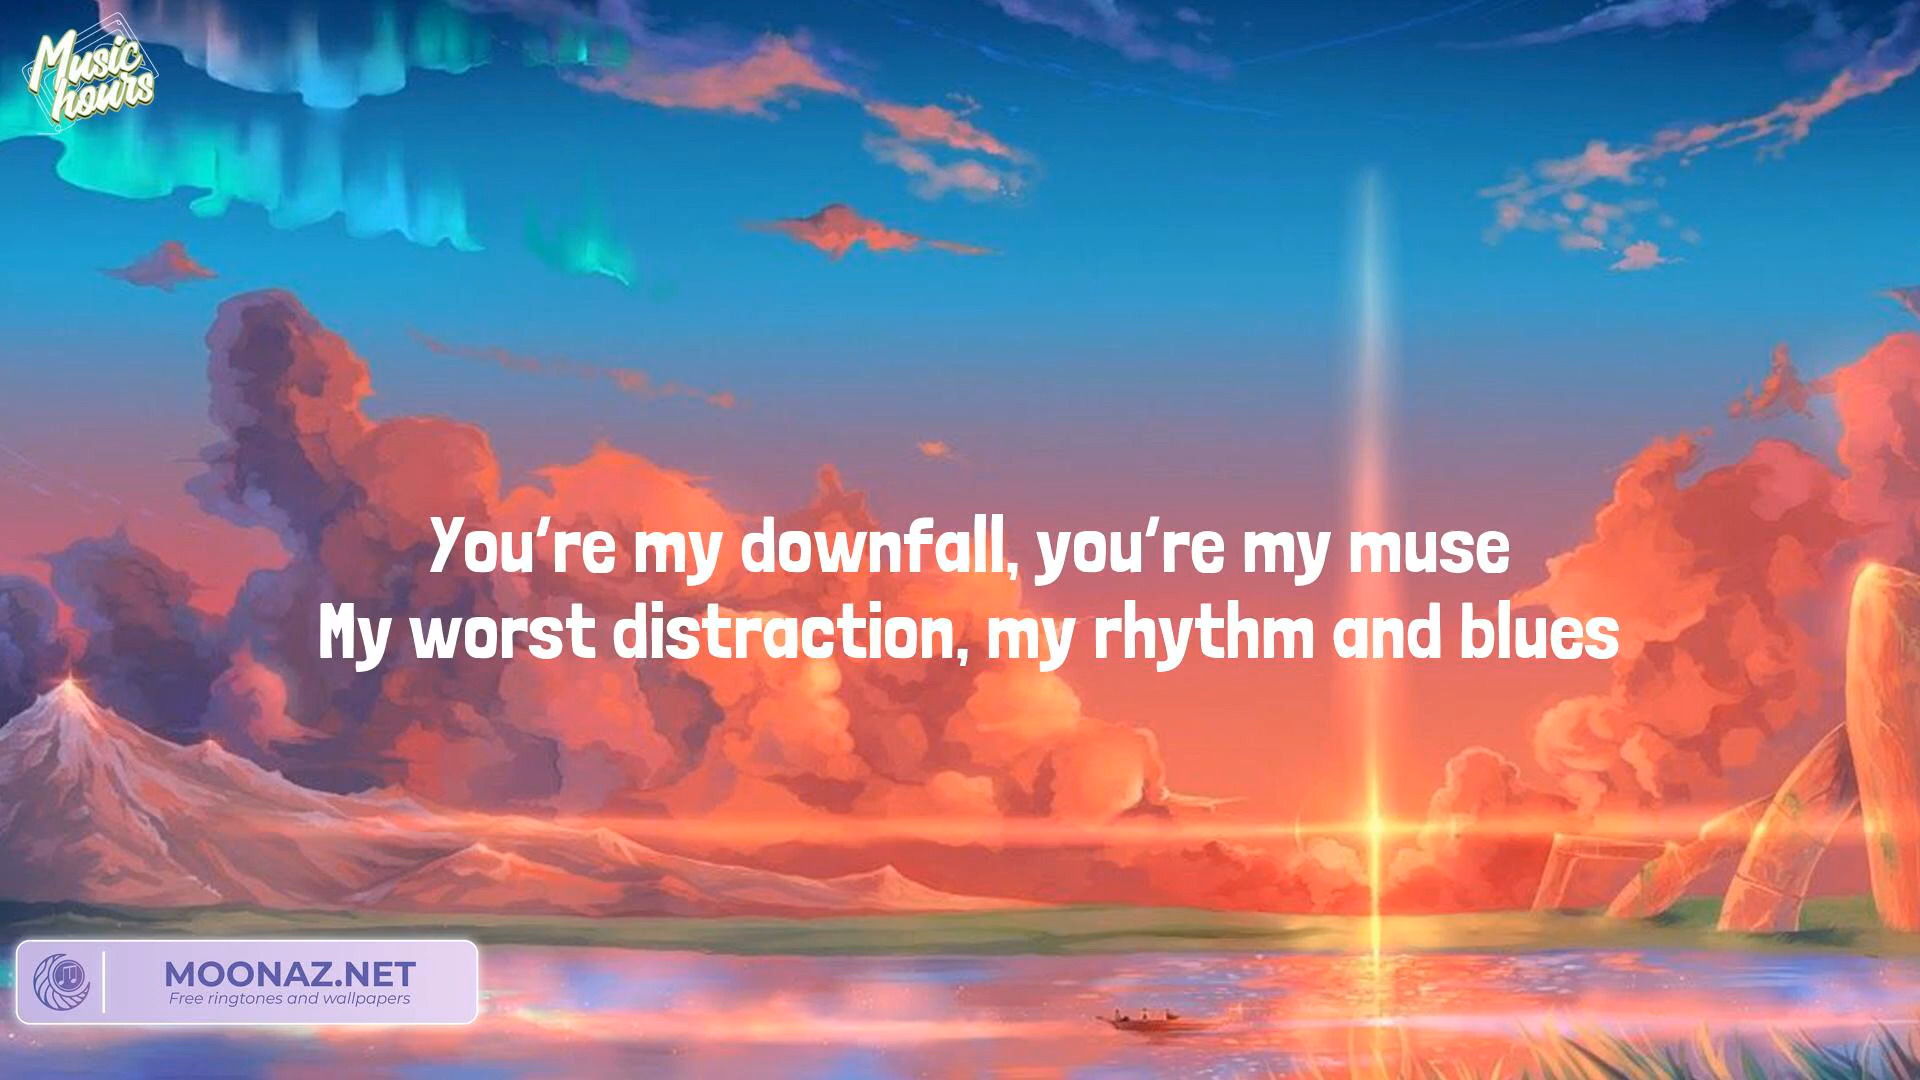 Music
hours
You're my downfall, you're my muse
My worst distraction, my rhythm and blues
MOONAZ.NET
Free ringtones and wallpapers